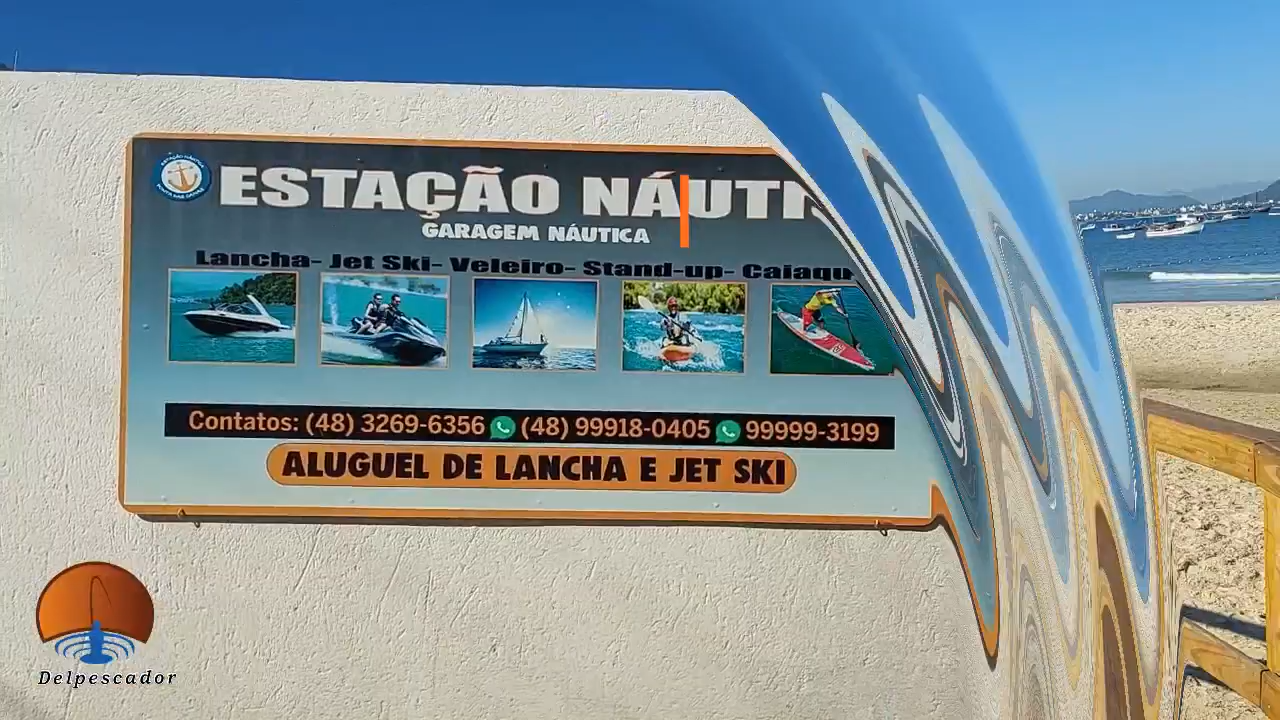 ESTAÇÃO NÁUTI
GARAGEM NÁUTICA
Lancha- Jet Ski- Veleiro- Stand-up- Caiaqu
Contatos: (48) 3269-6356 (48) 99918-0405 99999-3199
ALUGUEL DE LANCHA E JET SKI
Delpescador